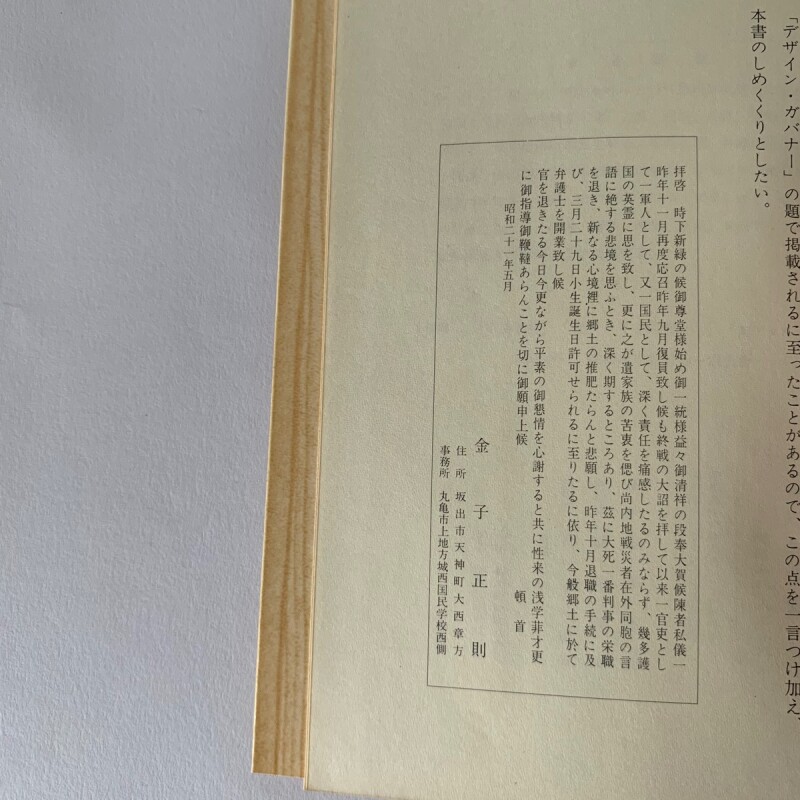 「デザイン・ガバナー」の題で掲載されるに至ったことがあるので、この点を一言つけ加え、
本書のしめくくりとしたい。
拝啓　時下新緑の候御尊堂様始め御一統様益々御清祥の段奉大賀候陳者私儀一
昨年十一月再度応召昨年九月復員致し候も終戦の大詔を拝して以来一官吏とし
て一軍人として、又一国民として、深く責任を痛感したるのみならず、幾多護
国の英霊に思を致し、更に之が遺家族の苦衷を偲び尚内地戦災者在外同胞の言
語に絶する悲境を思ふとき、深く期するところあり、茲に大死一番判事の栄職
を退き、新なる心境裡に郷土の推肥たらんと悲願し、昨年十月退職の手続に及
び、三月二十九日小生誕生日許可せられるに至りたるに依り、今般郷土に於て
弁護士を開業致し候
官を退きたる今日今更ながら平素の御懇情を心謝すると共に性来の浅学菲才更
に御指導御鞭韃あらんことを切に御願申上候　頓首
昭和二十一年五月
金子正則
住所　坂出市天神町大西章方
事務所　丸亀市上地方城西国民学校西側